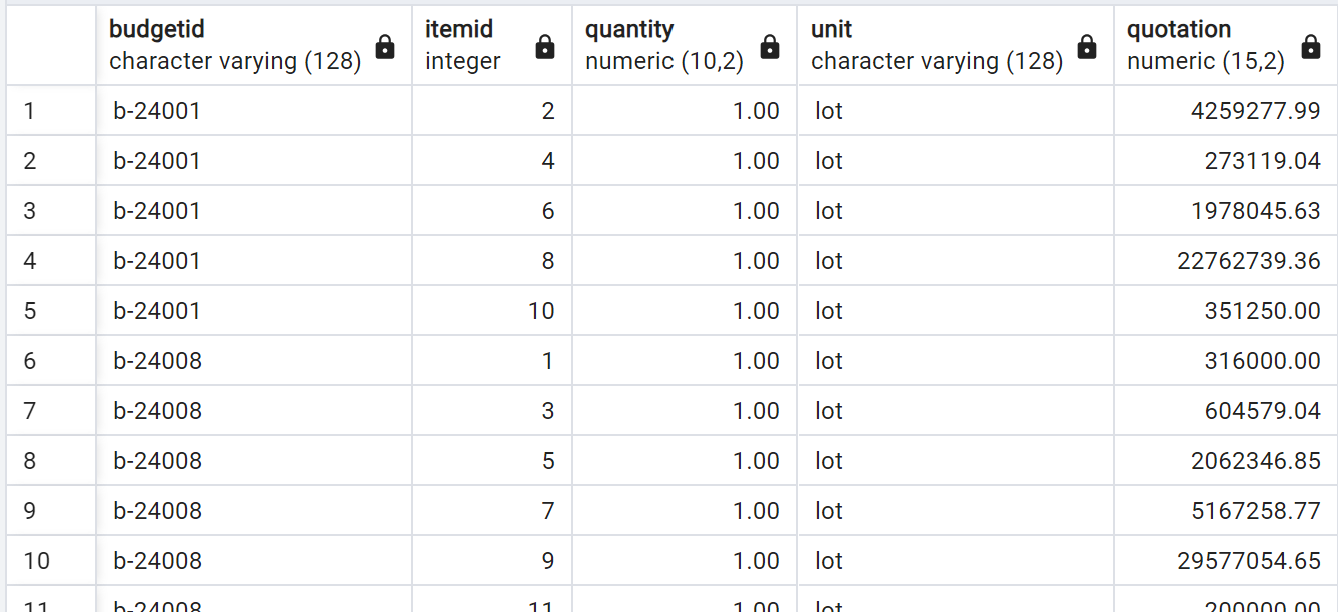 budgetid itemid quantity unit quotation
character varying (128) integer numeric (10,2) character varying (128) numeric (15,2)
1 b-24001 2 1.00 lot 4259277.99
2 b-24001 4 1.00 lot 273119.04
3 b-24001 6 1.00 lot 1978045.63
4 b-24001 8 1.00 lot 22762739.36
5 b-24001 10 1.00 lot 351250.00
6 b-24008 1 1.00 lot 316000.00
7 b-24008 3 1.00 lot 604579.04
8 b-24008 5 1.00 lot 2062346.85
9 b-24008 7 1.00 lot 5167258.77
10 b-24008 9 1.00 lot 29577054.65
11 b-24008 11 1.00 lot 200000.00